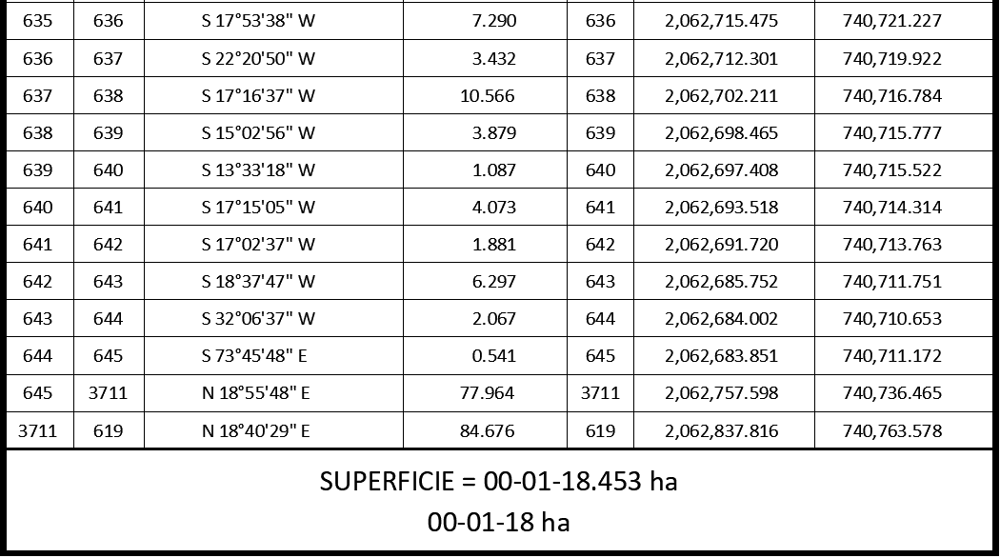 635 636 S 17°53'38" W 7.290 636 2,062,715.475 740,721.227
636 637 S 22°20'50" W 3.432 637 2,062,712.301 740,719.922
637 638 S 17°16'37" W 10.566 638 2,062,702.211 740,716.784
638 639 S 15°02'56" W 3.879 639 2,062,698.465 740,715.777
639 640 S 13°33'18" W 1.087 640 2,062,697.408 740,715.522
640 641 S 17°15'05" W 4.073 641 2,062,693.518 740,714.314
641 642 S 17°02'37" W 1.881 642 2,062,691.720 740,713.763
642 643 S 18°37'47" W 6.297 643 2,062,685.752 740,711.751
643 644 S 32°06'37" W 2.067 644 2,062,684.002 740,710.653
644 645 S 73°45'48" E 0.541 645 2,062,683.851 740,711.172
645 3711 N 18°55'48" E 77.964 3711 2,062,757.598 740,736.465
3711 619 N 18°40'29" E 84.676 619 2,062,837.816 740,763.578
SUPERFICIE = 00-01-18.453 ha
00-01-18 ha